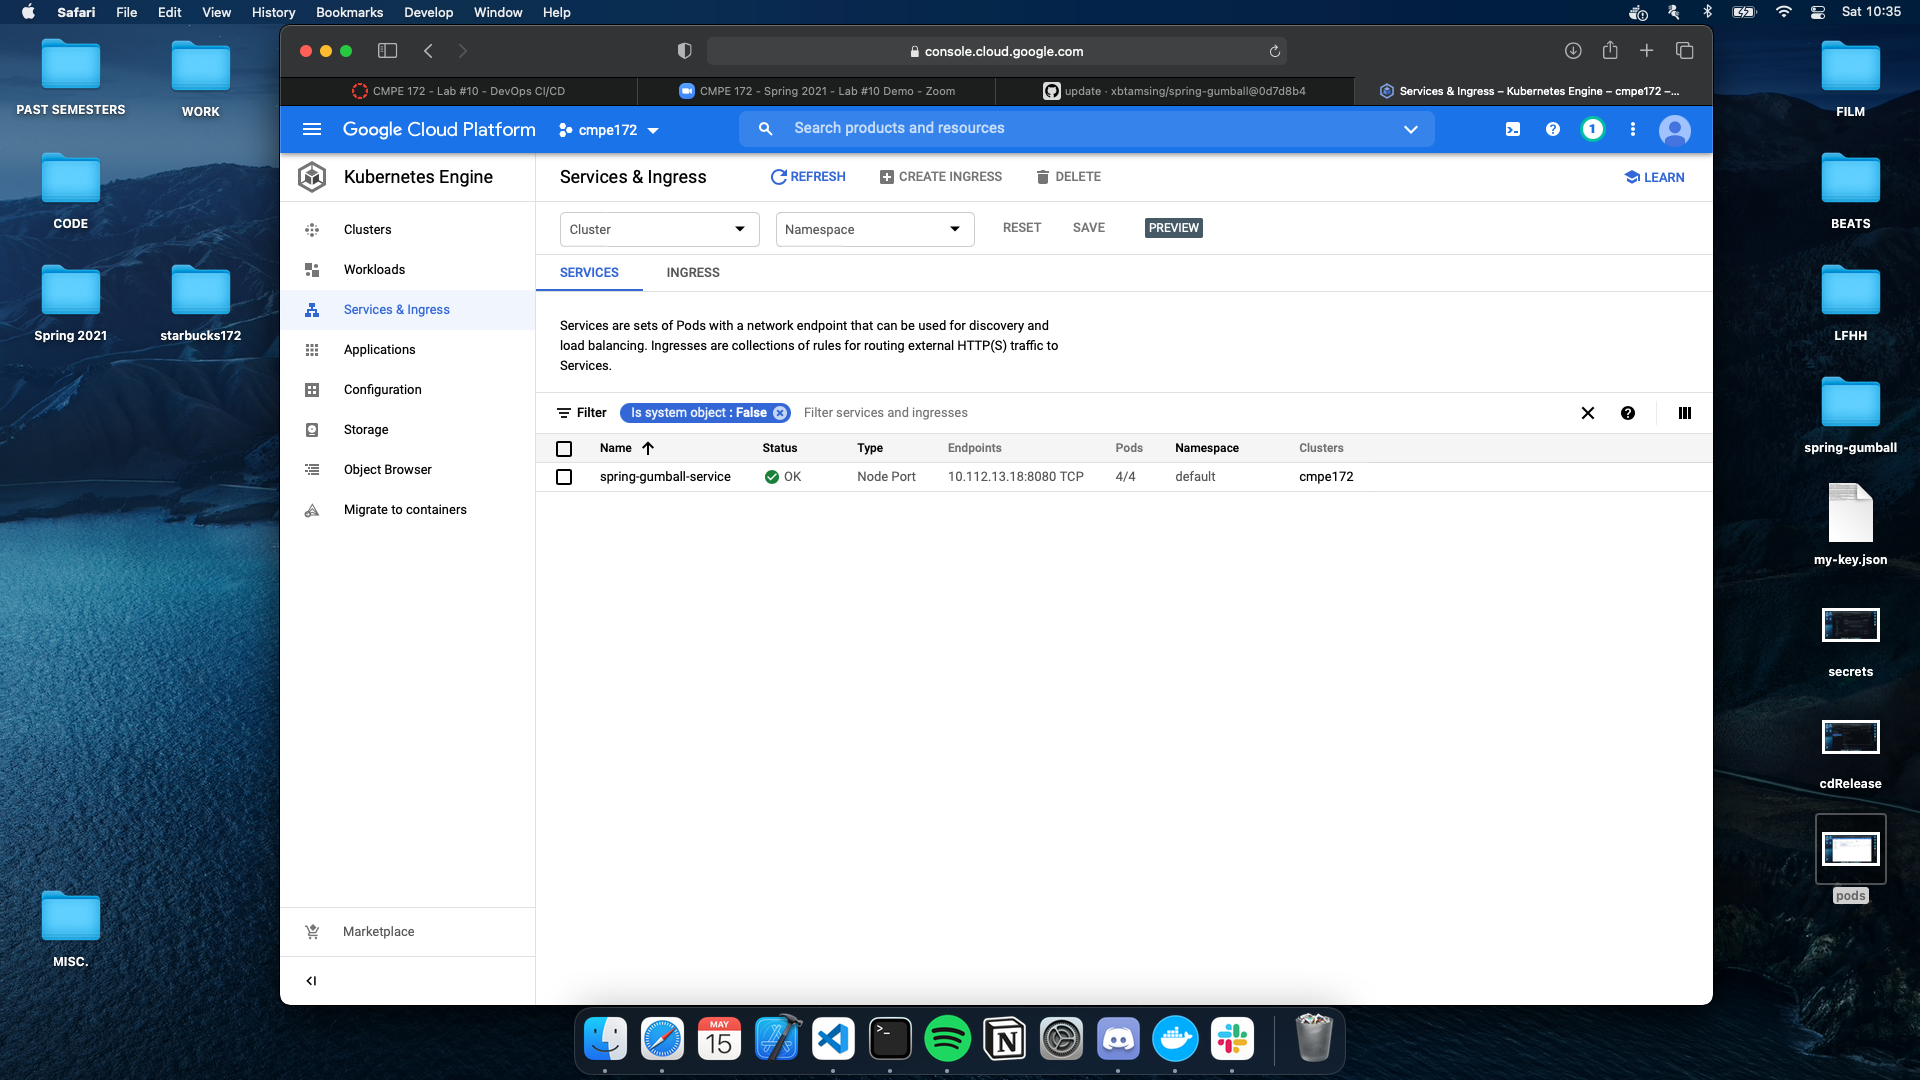 Safari File Edit View History Bookmarks Develop Window Help Sat 10:35
console.cloud.google.com
CMPE 172 - Lab #10 - DevOps CI/CD
CMPE 172 - Spring 2021 - Lab #10 Demo - Zoom
update · xbtamsing/spring-gumball@0d7d8b4
Services & Ingress – Kubernetes Engine – cmpe172 –...
Google Cloud Platform cmpe172 Search products and resources 1
Kubernetes Engine
Clusters
Workloads
Services & Ingress
Applications
Configuration
Storage
Object Browser
Migrate to containers
Marketplace
Services & Ingress REFRESH CREATE INGRESS DELETE LEARN
Cluster Namespace RESET SAVE PREVIEW
SERVICES INGRESS
Services are sets of Pods with a network endpoint that can be used for discovery and
load balancing. Ingresses are collections of rules for routing external HTTP(S) traffic to
Services.
Filter Is system object : False Filter services and ingresses
Name Status Type Endpoints Pods Namespace Clusters
spring-gumball-service OK Node Port 10.112.13.18:8080 TCP 4/4 default cmpe172
PAST SEMESTERS
WORK
CODE
Spring 2021
starbucks172
MISC.
FILM
BEATS
LFHH
spring-gumball
my-key.json
secrets
cdRelease
pods
MAY
15